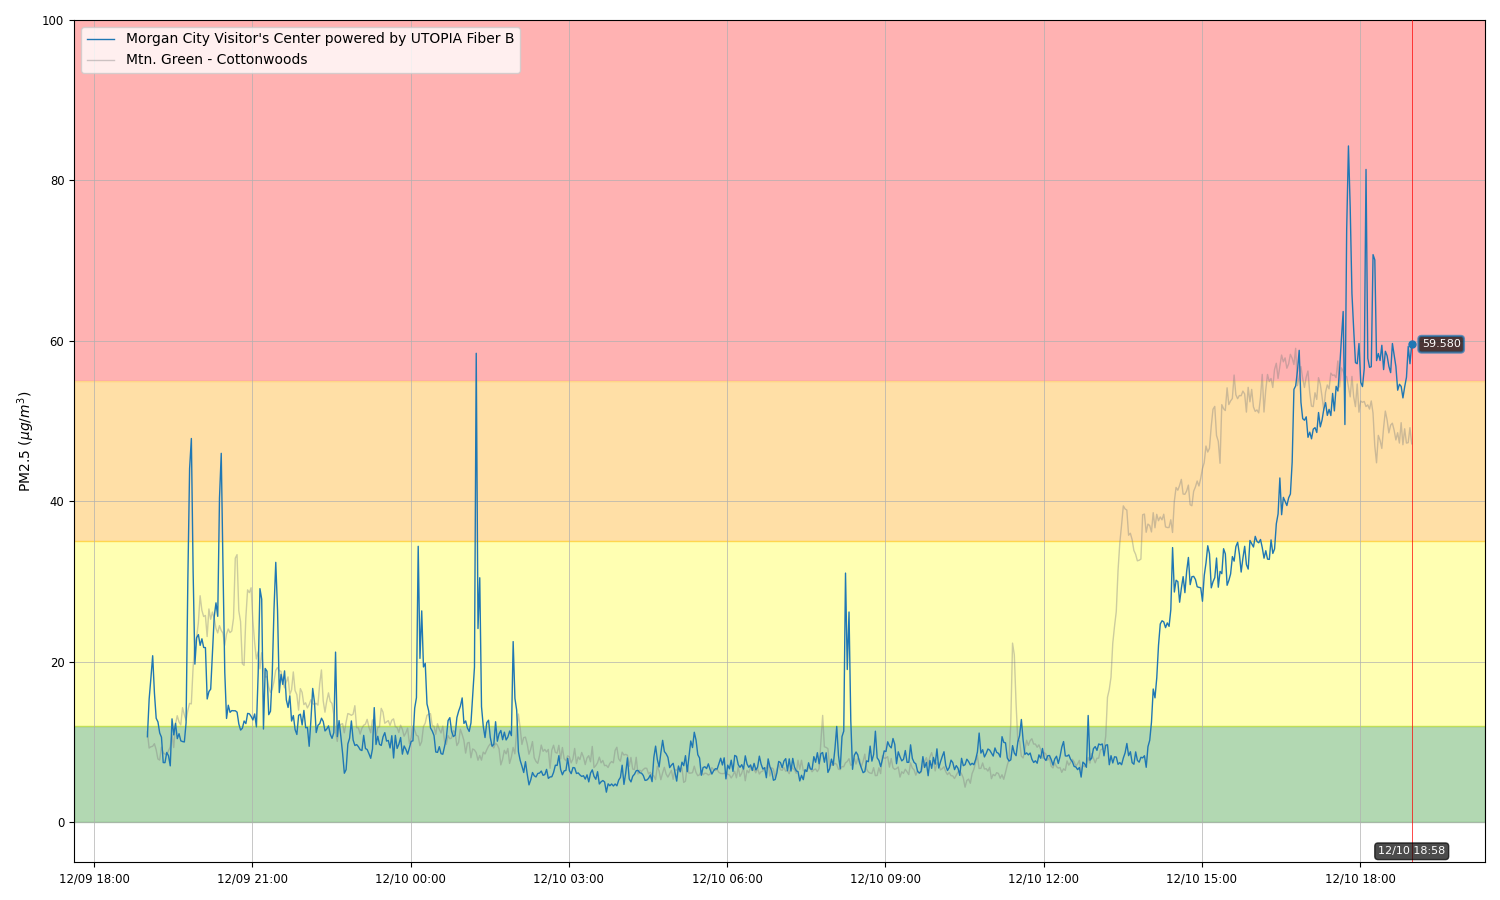 100
Morgan City Visitor's Center powered by UTOPIA Fiber B
Mtn. Green - Cottonwoods
80
60
59.580
40
20
0
PM2.5 (μg/m³)
12/10 18:58
12/09 18:00 12/09 21:00 12/10 00:00 12/10 03:00 12/10 06:00 12/10 09:00 12/10 12:00 12/10 15:00 12/10 18:00